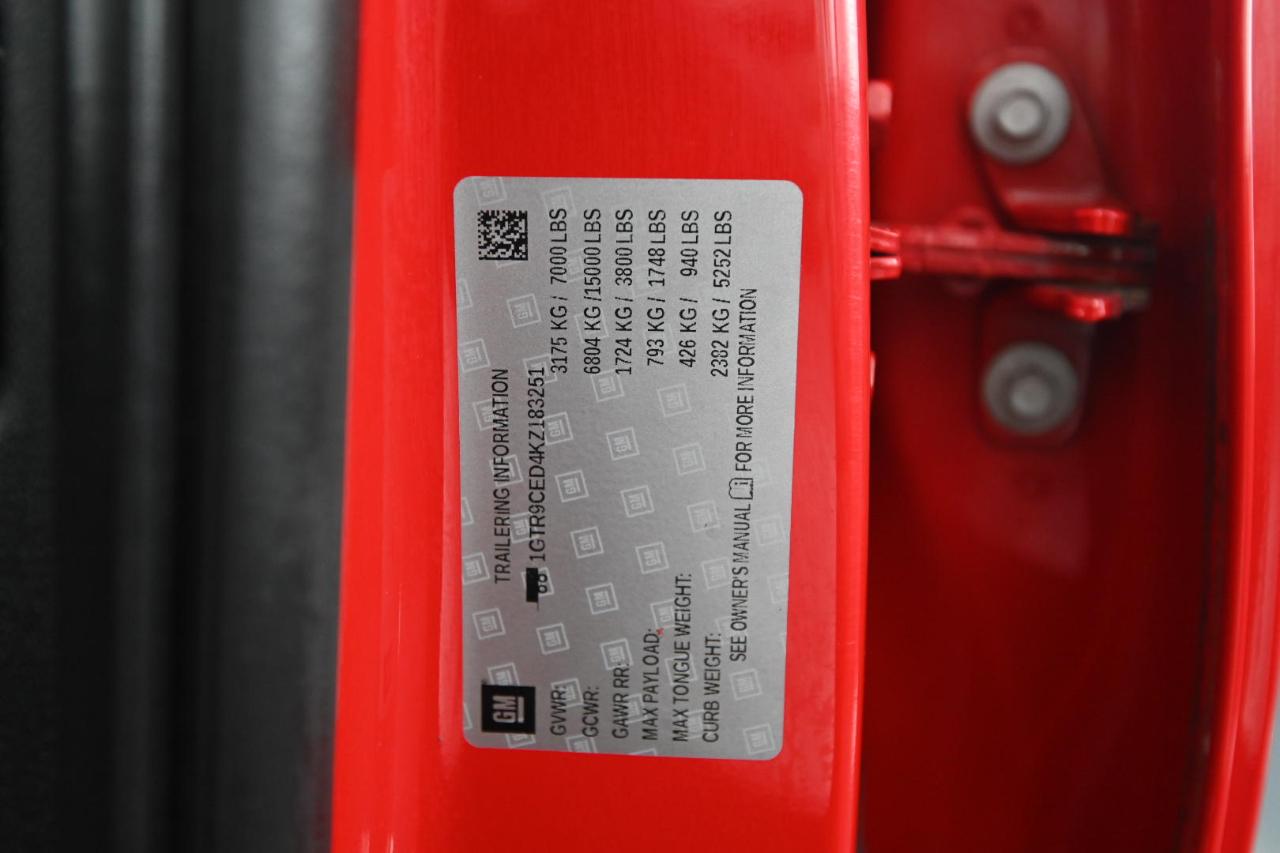 GM
TRAILERING INFORMATION
1GTR9CED4KZ183251
GVWR: 3175 KG / 7000 LBS
GCWR: 6804 KG /15000 LBS
GAWR RR: 1724 KG / 3800 LBS
MAX PAYLOAD: 793 KG / 1748 LBS
MAX TONGUE WEIGHT: 426 KG / 940 LBS
CURB WEIGHT: 2382 KG / 5252 LBS
SEE OWNER'S MANUAL FOR MORE INFORMATION